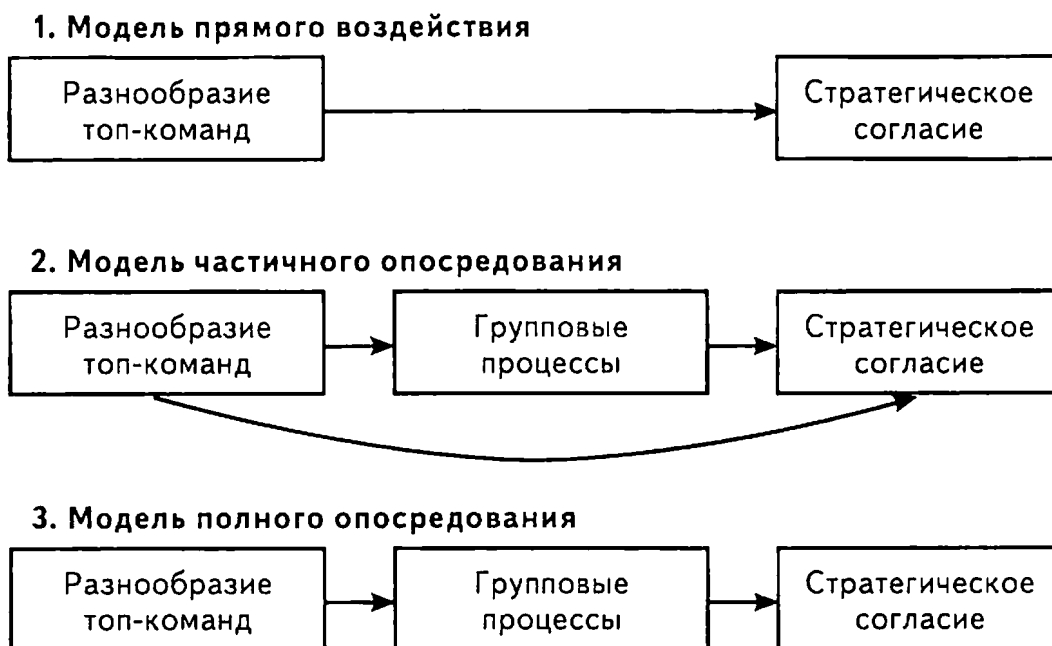 1. Модель прямого воздействия
Разнообразие
топ-команд
Стратегическое
согласие
2. Модель частичного опосредования
Разнообразие
топ-команд
Групповые
процессы
Стратегическое
согласие
3. Модель полного опосредования
Разнообразие
топ-команд
Групповые
процессы
Стратегическое
согласие